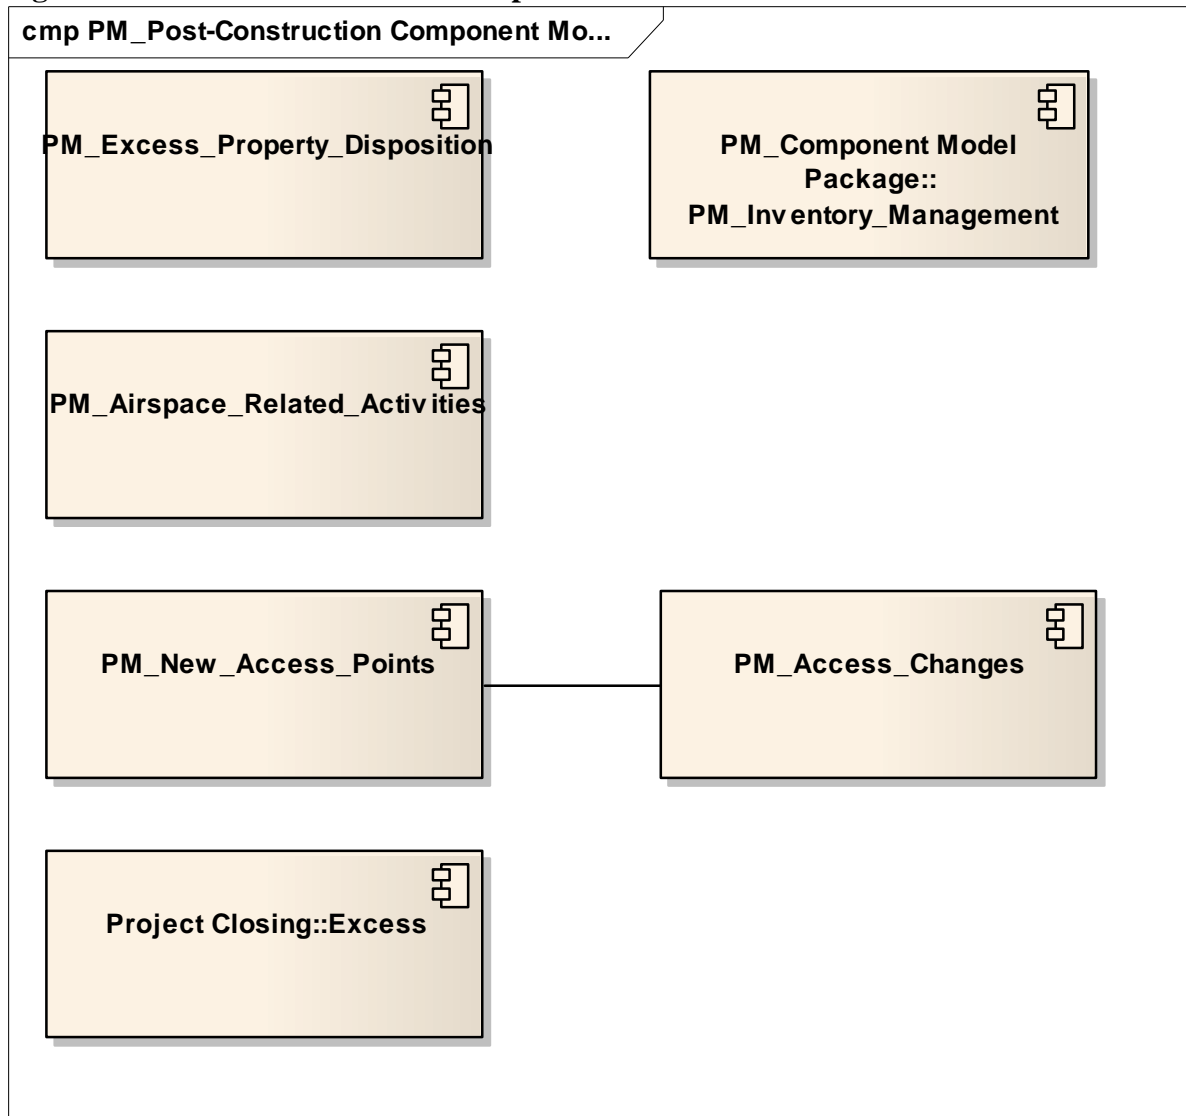 cmp PM_Post-Construction Component Mo...
PM_Excess_Property_Disposition
PM_Component Model
Package::
PM_Inventory_Management
PM_Airspace_Related_Activities
PM_New_Access_Points
PM_Access_Changes
Project Closing::Excess